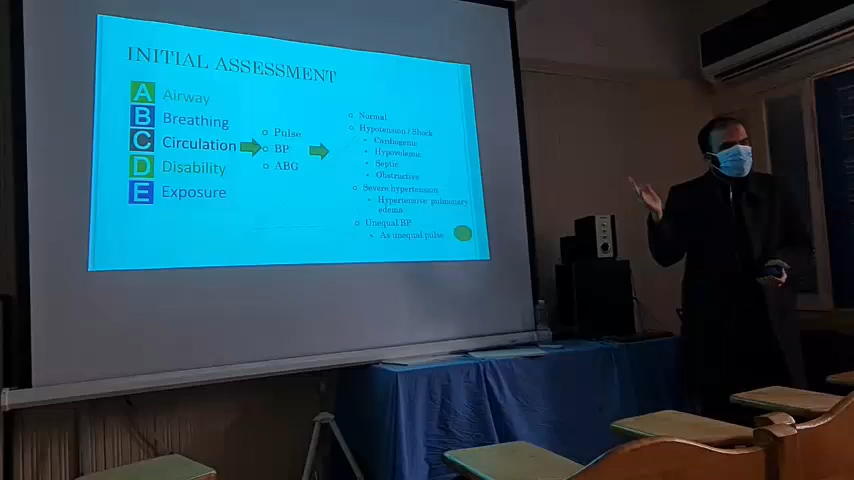 INITIAL ASSESSMENT
A Airway
B Breathing
C Circulation
D Disability
E Exposure
Pulse
BP
ABG
Normal
Hypotension / Shock
Cardiogenic
Hypovolemic
Septic
Obstructive
Severe hypertension
Hypertensive pulmonary
edema
Unequal BP
As unequal pulse